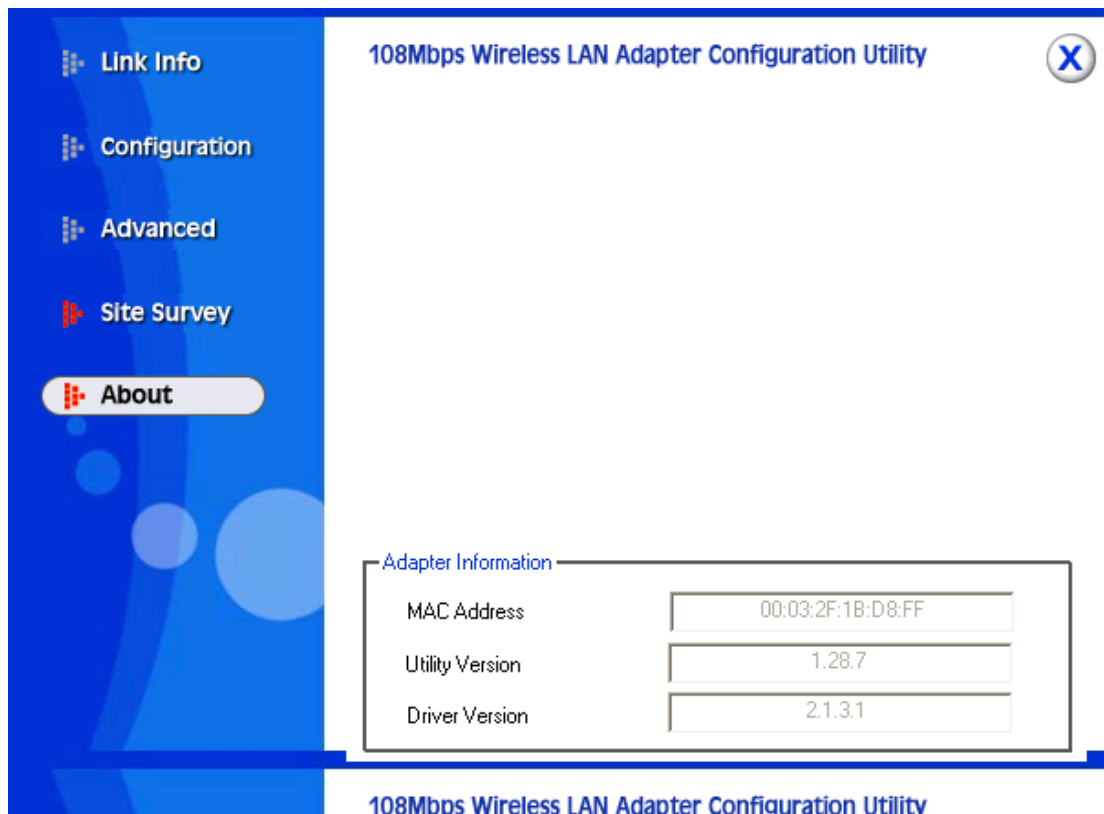 Link Info
Configuration
Advanced
Site Survey
About
108Mbps Wireless LAN Adapter Configuration Utility
X
Adapter Information
MAC Address 00:03:2F:1B:D8:FF
Utility Version 1.28.7
Driver Version 2.1.3.1
108Mbps Wireless LAN Adapter Configuration Utility